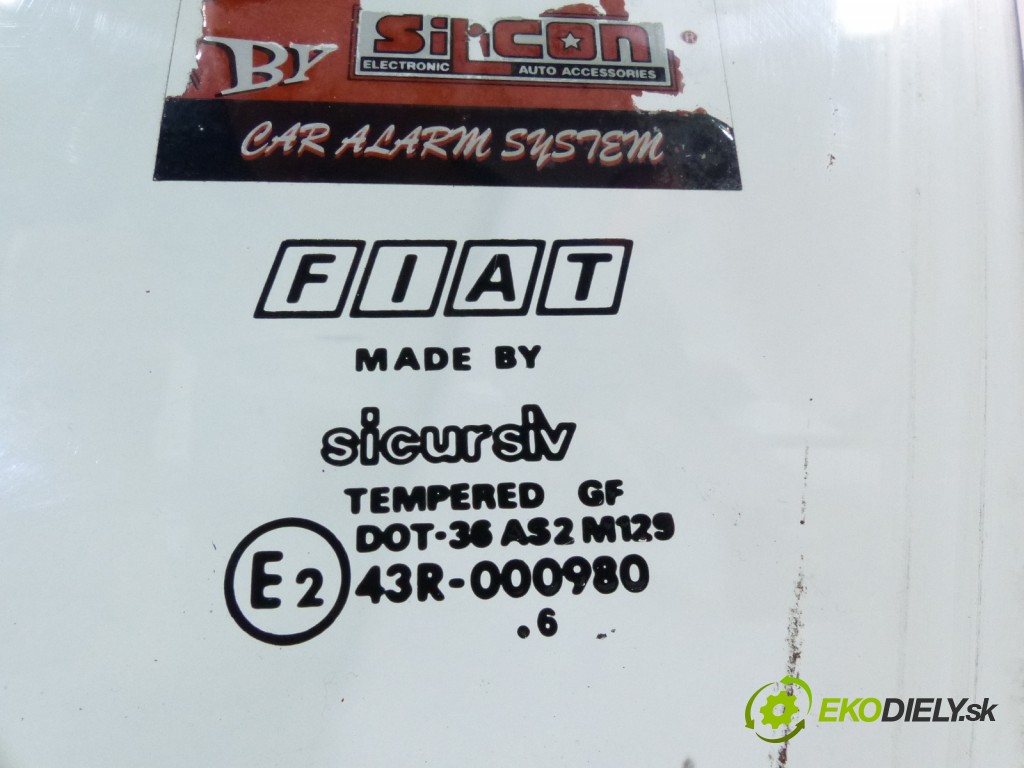 BY SILICON ®
ELECTRONIC AUTO ACCESSORIES
CAR ALARM SYSTEM
FIAT
MADE BY
sicursiv
TEMPERED GF
DOT-36 AS2 M129
E2 43R-000980
.6
EKODIELY.sk